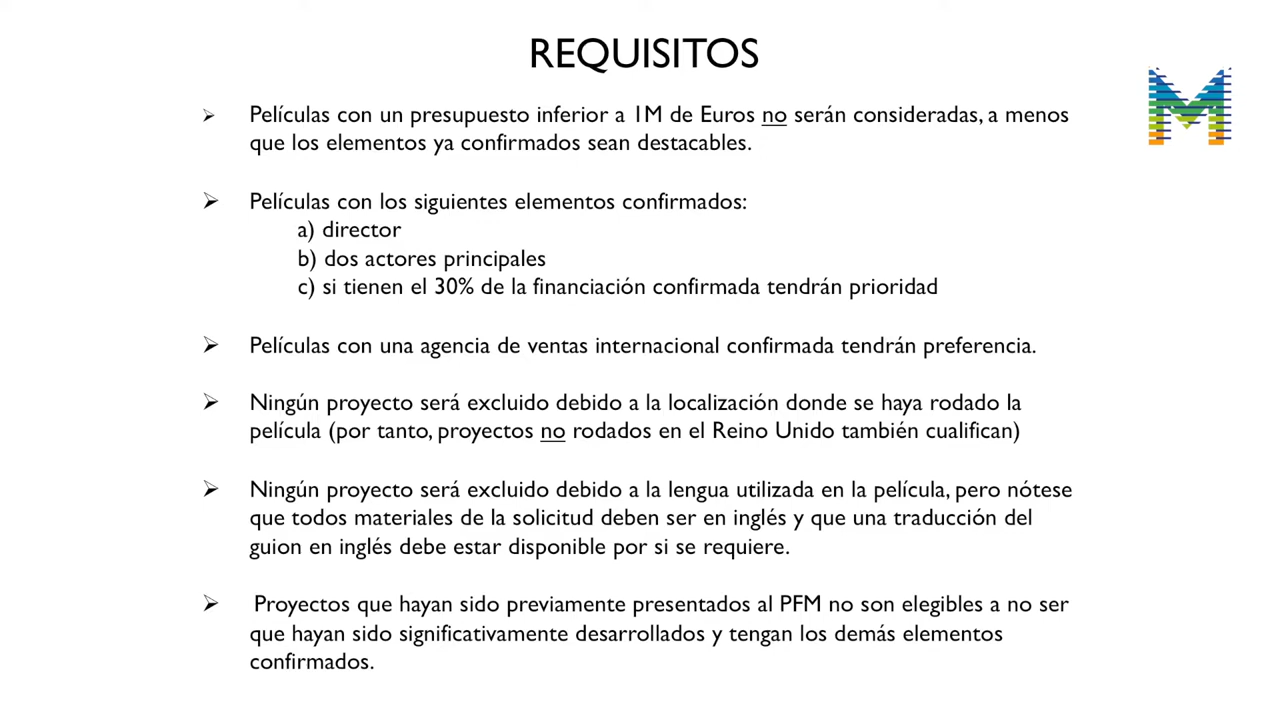 REQUISITOS
Películas con un presupuesto inferior a 1M de Euros no serán consideradas, a menos
que los elementos ya confirmados sean destacables.
Películas con los siguientes elementos confirmados:
a) director
b) dos actores principales
c) si tienen el 30% de la financiación confirmada tendrán prioridad
Películas con una agencia de ventas internacional confirmada tendrán preferencia.
Ningún proyecto será excluido debido a la localización donde se haya rodado la
película (por tanto, proyectos no rodados en el Reino Unido también cualifican)
Ningún proyecto será excluido debido a la lengua utilizada en la película, pero nótese
que todos materiales de la solicitud deben ser en inglés y que una traducción del
guion en inglés debe estar disponible por si se requiere.
Proyectos que hayan sido previamente presentados al PFM no son elegibles a no ser
que hayan sido significativamente desarrollados y tengan los demás elementos
confirmados.